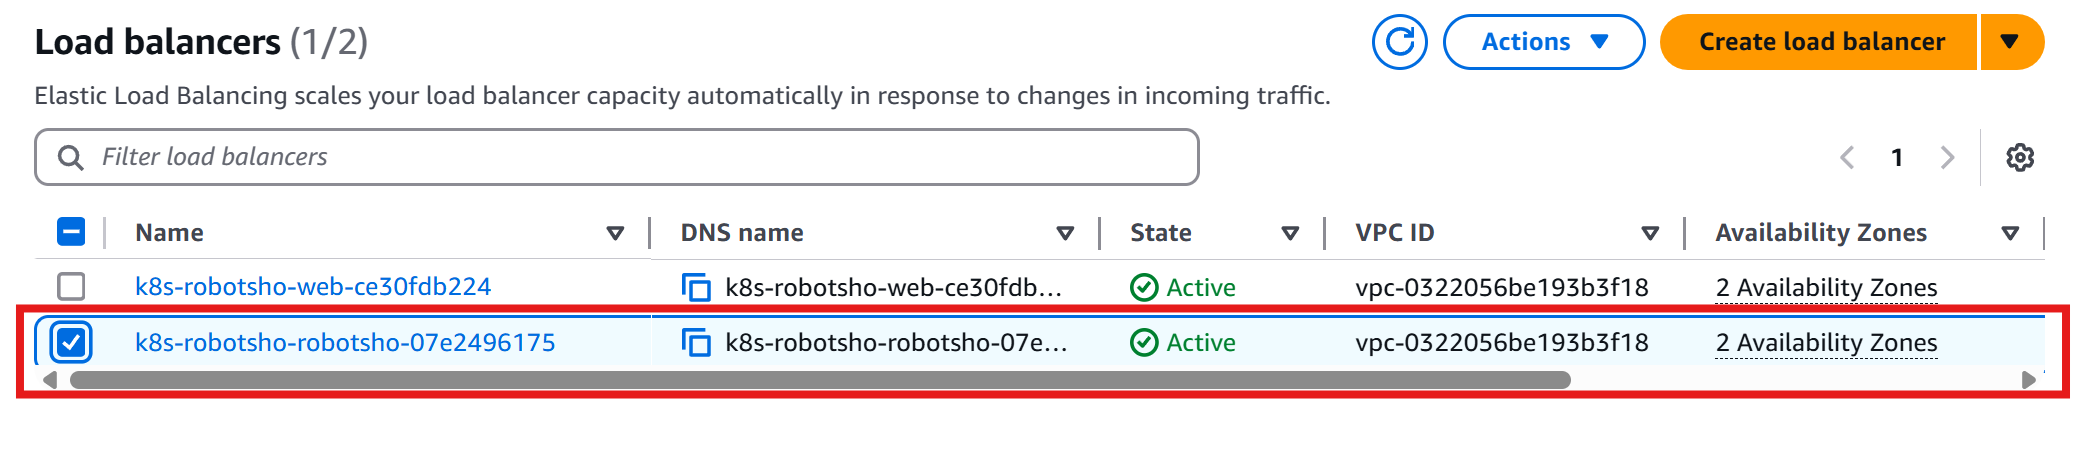 Load balancers (1/2)
Actions
Create load balancer
Elastic Load Balancing scales your load balancer capacity automatically in response to changes in incoming traffic.
Filter load balancers
1
Name DNS name State VPC ID Availability Zones
k8s-robotsho-web-ce30fdb224 k8s-robotsho-web-ce30fdb... Active vpc-0322056be193b3f18 2 Availability Zones
k8s-robotsho-robotsho-07e2496175 k8s-robotsho-robotsho-07e... Active vpc-0322056be193b3f18 2 Availability Zones